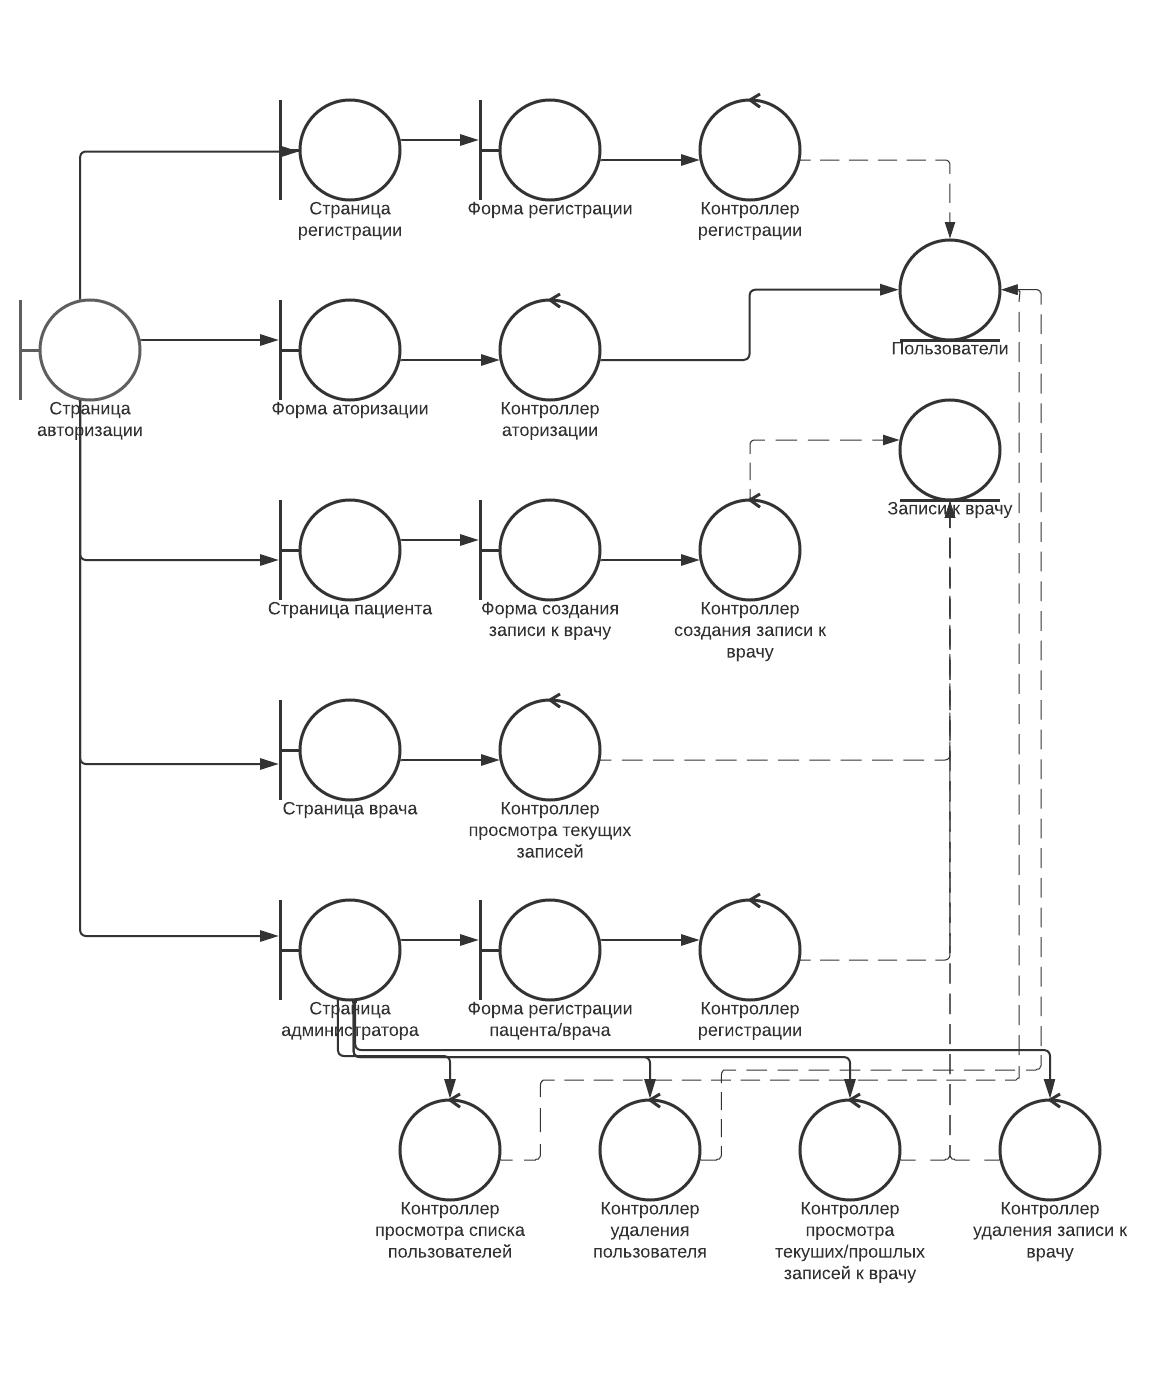 Страница
регистрации
Форма регистрации
Контроллер
регистрации
Пользователи
Страница
авторизации
Форма аторизации
Контроллер
аторизации
Записи к врачу
Страница пациента
Форма создания
записи к врачу
Контроллер
создания записи к
врачу
Страница врача
Контроллер
просмотра текущих
записей
Страница
администратора
Форма регистрации
пацента/врача
Контроллер
регистрации
Контроллер
просмотра списка
пользователей
Контроллер
удаления
пользователя
Контроллер
просмотра
текуших/прошлых
записей к врачу
Контроллер
удаления записи к
врачу